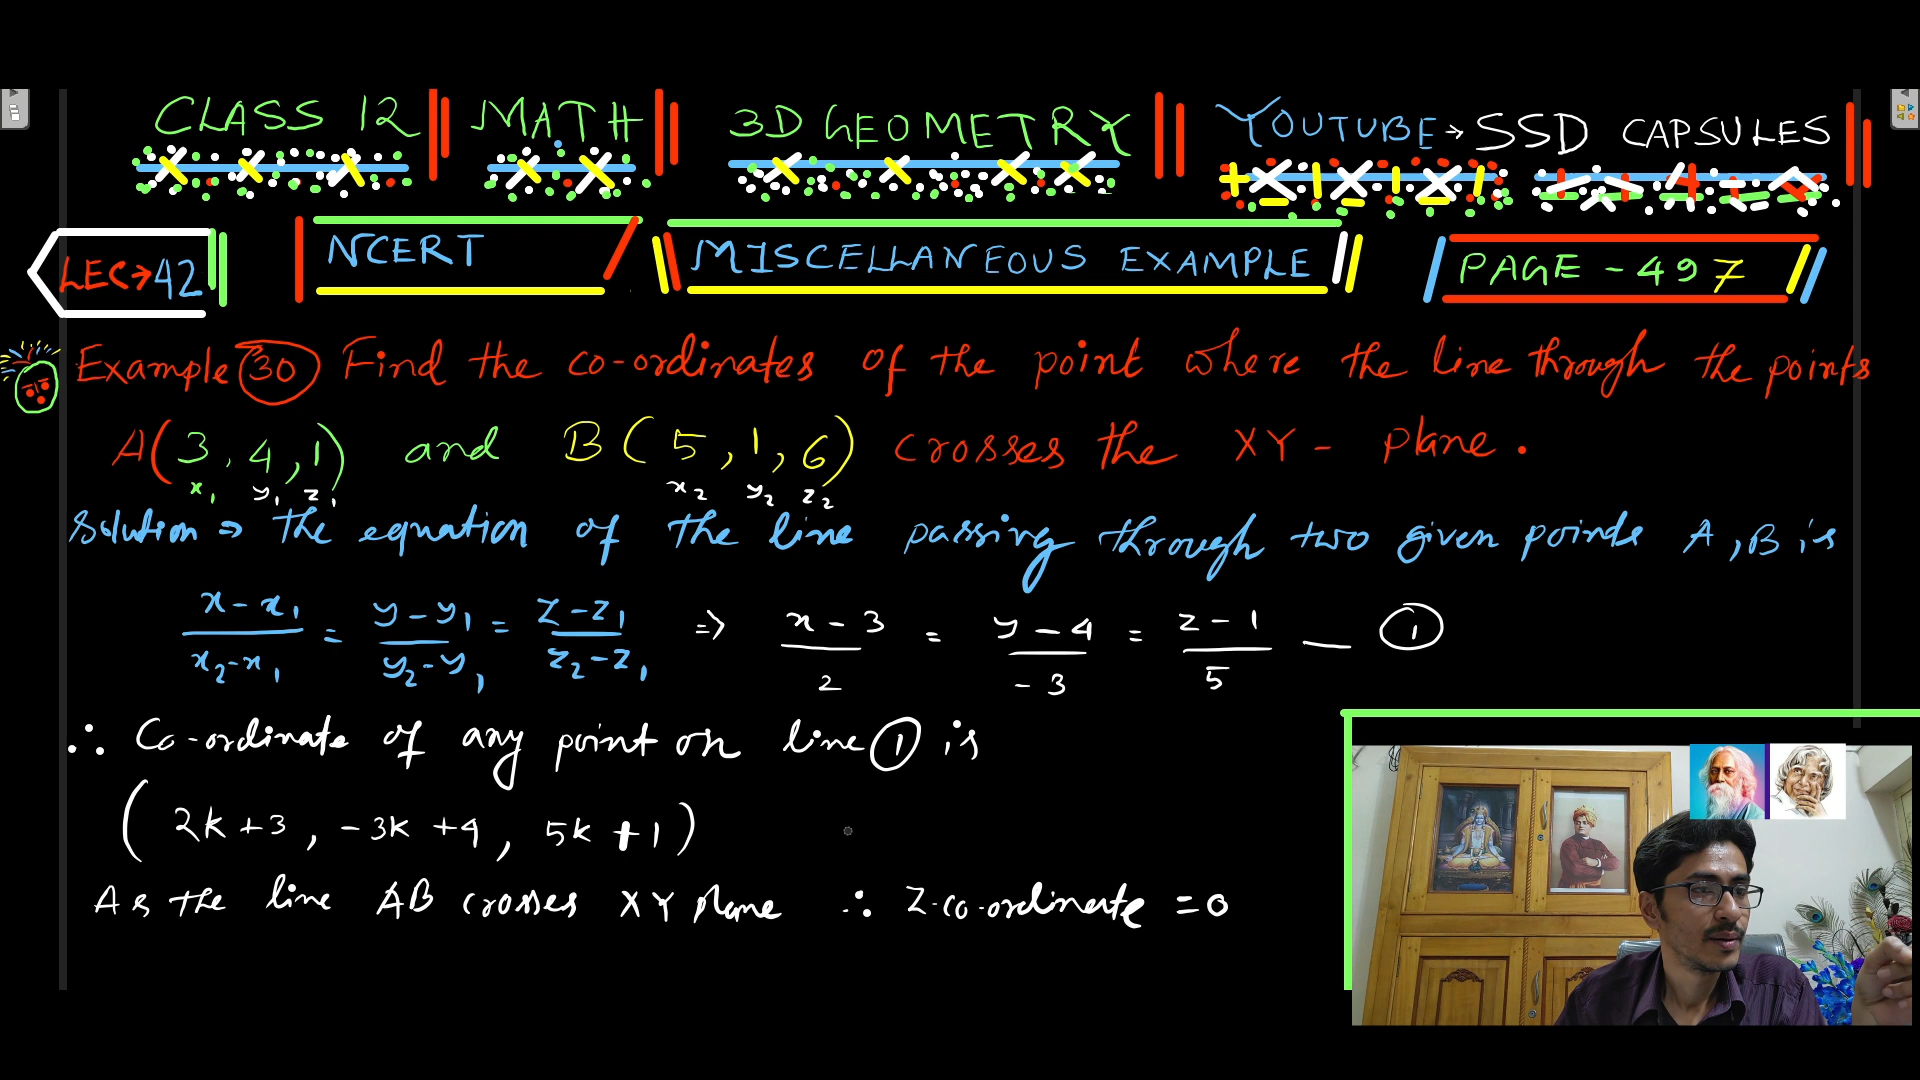 CLASS 12 || MATH || 3D GEOMETRY || YOUTUBE → SSD CAPSULES ||
LEC → 42 NCERT MISCELLANEOUS EXAMPLE PAGE - 497
Example 30 Find the co-ordinates of the point where the line through the points
A(3, 4, 1) and B(5, 1, 6) crosses the XY- plane.
x₁ y₁ z₁ x₂ y₂ z₂
Solution ⇒ The equation of the line passing through two given points A, B is
(x-x₁)/(x₂-x₁) = (y-y₁)/(y₂-y₁) = (z-z₁)/(z₂-z₁) ⇒ (x-3)/2 = (y-4)/-3 = (z-1)/5 — ①
∴ Co-ordinate of any point on line ① is
(2k+3, -3k+4, 5k+1)
As the line AB crosses XY plane ∴ Z-co-ordinate = 0